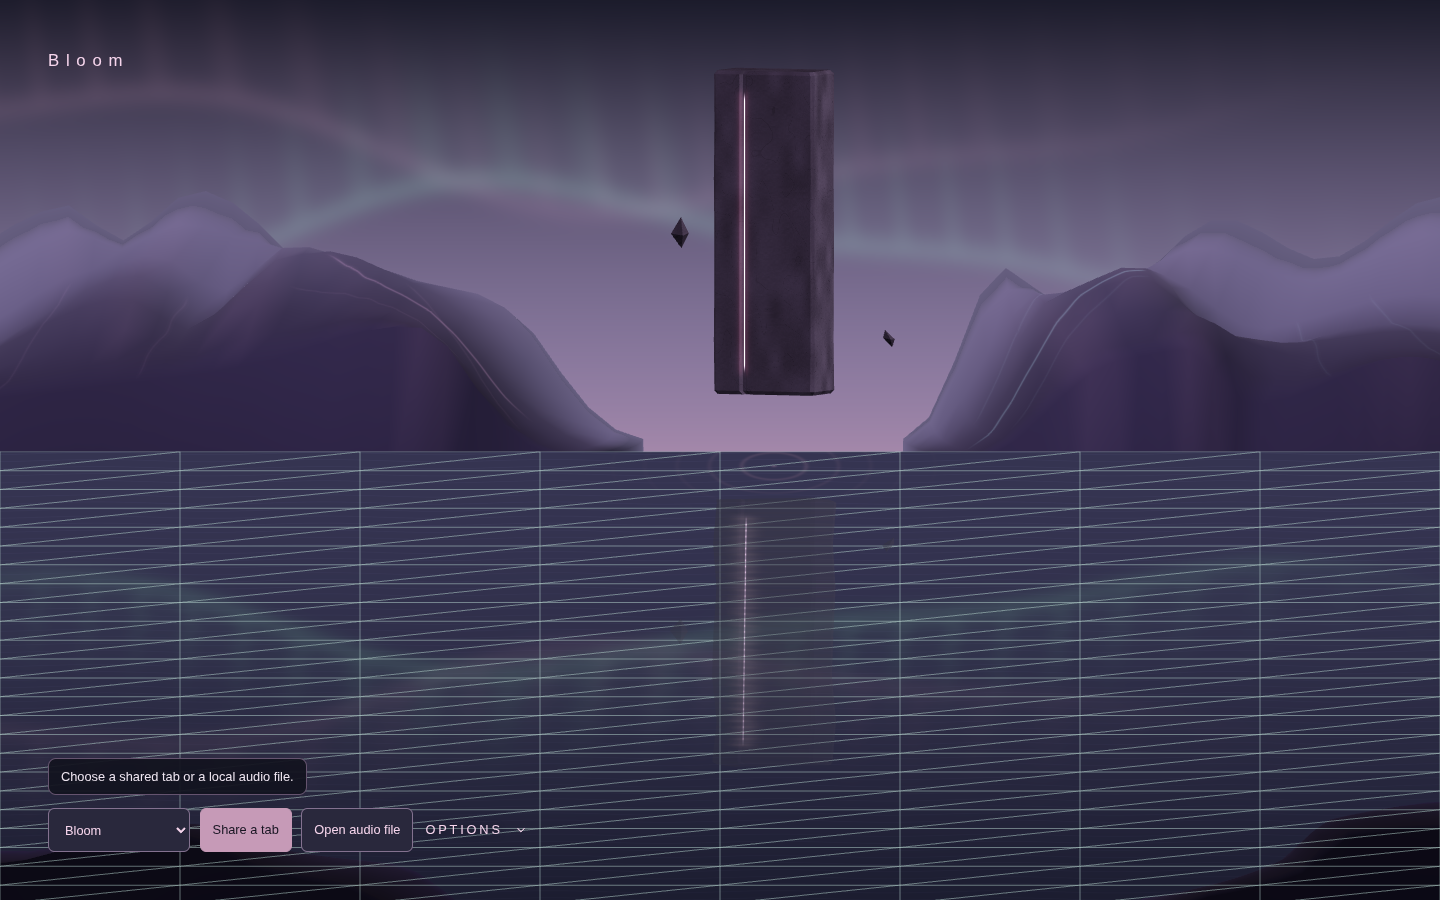 Bloom
Choose a shared tab or a local audio file.
Bloom
Share a tab
Open audio file
OPTIONS